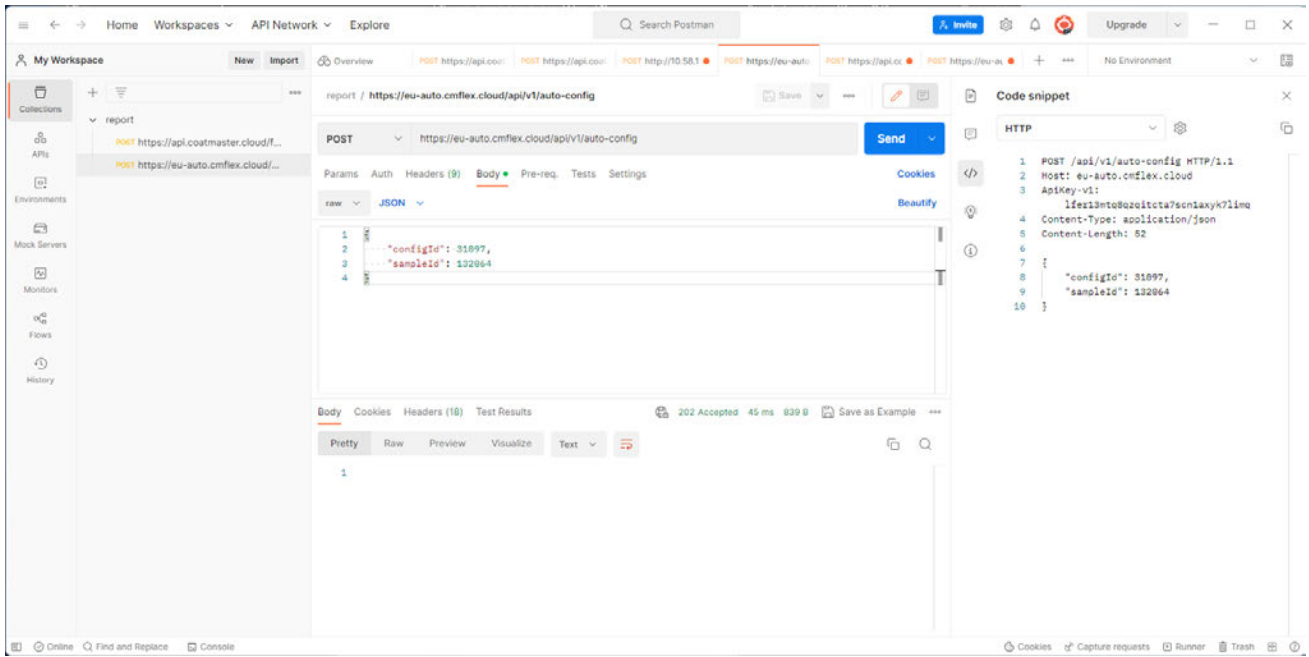 Home Workspaces API Network Explore Search Postman Invite Upgrade
My Workspace New Import Overview POST https://api.coat POST https://api.coat POST http://10.58.1 POST https://eu-auto POST https://api.cc POST https://eu-au No Environment
Collections
APIs
Environments
Mock Servers
Monitors
Flows
History
report
POST https://api.coatmaster.cloud/f...
POST https://eu-auto.cmflex.cloud/...
report / https://eu-auto.cmflex.cloud/api/v1/auto-config Save
POST https://eu-auto.cmflex.cloud/api/v1/auto-config Send
Params Auth Headers (9) Body Pre-req. Tests Settings Cookies
raw JSON Beautify
1 {
2 "configId": 31097,
3 "sampleId": 132064
4 }
Body Cookies Headers (18) Test Results 202 Accepted 45 ms 839 B Save as Example
Pretty Raw Preview Visualize Text
1
Code snippet
HTTP
1 POST /api/v1/auto-config HTTP/1.1
2 Host: eu-auto.cmflex.cloud
3 ApiKey-v1:
4 Content-Type: application/json
5 Content-Length: 52
6
7 {
8 "configId": 31097,
9 "sampleId": 132064
10 }
Online Find and Replace Console Cookies Capture requests Runner Trash